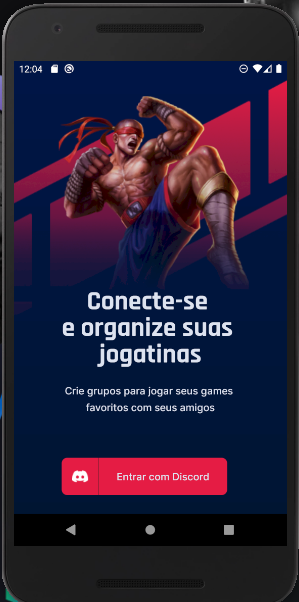 12:04
Conecte-se
e organize suas
jogatinas
Crie grupos para jogar seus games
favoritos com seus amigos
Entrar com Discord